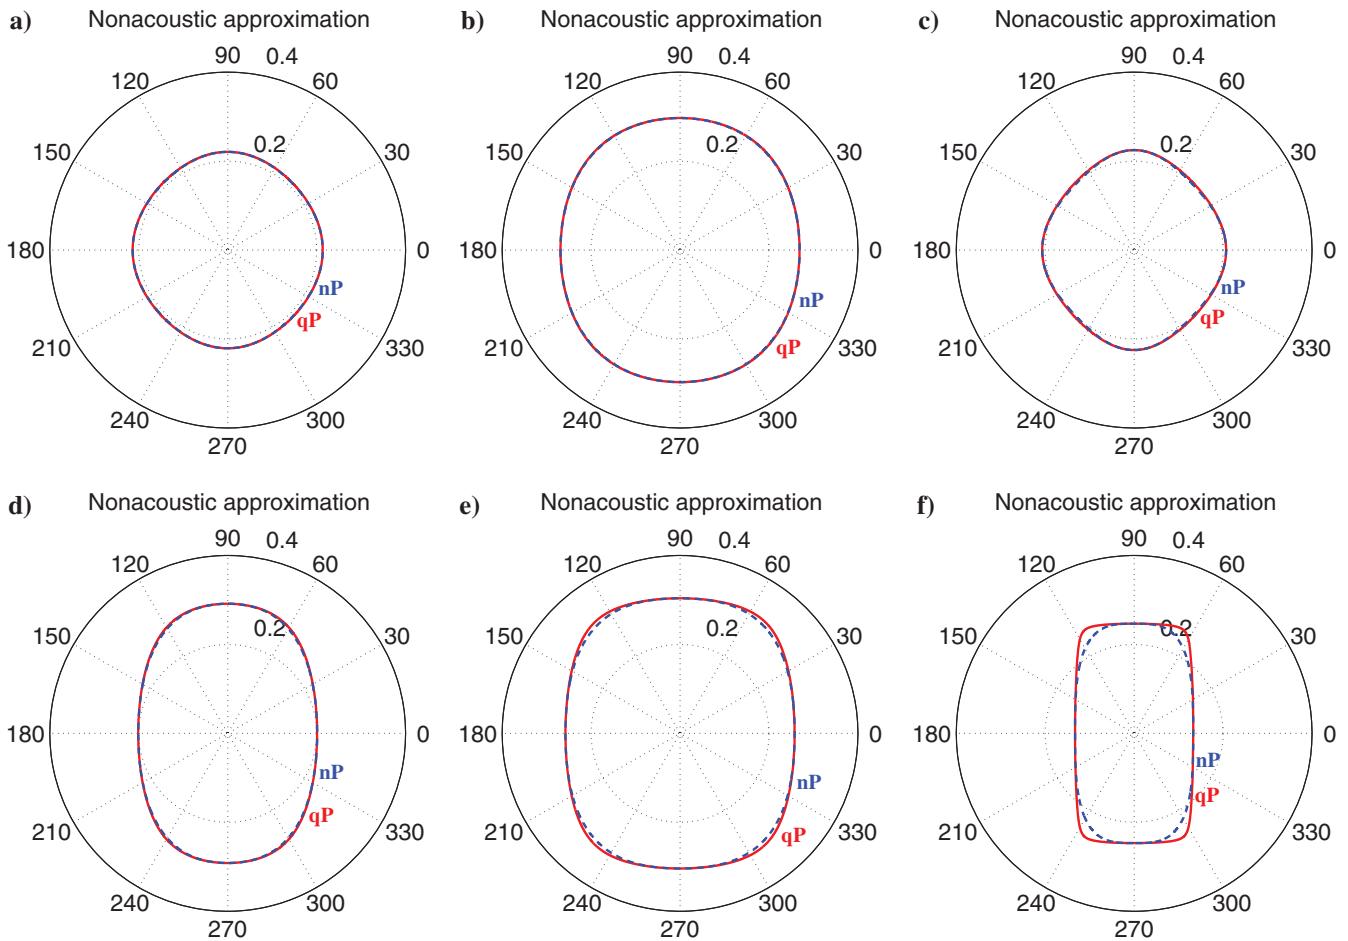 a) Nonacoustic approximation
90 0.4
120 60
150 0.2 30
180 0
nP
qP
210 330
240 300
270
b) Nonacoustic approximation
90 0.4
120 60
150 0.2 30
180 0
nP
qP
210 330
240 300
270
c) Nonacoustic approximation
90 0.4
120 60
150 0.2 30
180 0
nP
qP
210 330
240 300
270
d) Nonacoustic approximation
90 0.4
120 60
150 0.2 30
180 0
nP
qP
210 330
240 300
270
e) Nonacoustic approximation
90 0.4
120 60
150 0.2 30
180 0
nP
qP
210 330
240 300
270
f) Nonacoustic approximation
90 0.4
120 60
150 0.2 30
180 0
nP
qP
210 330
240 300
270